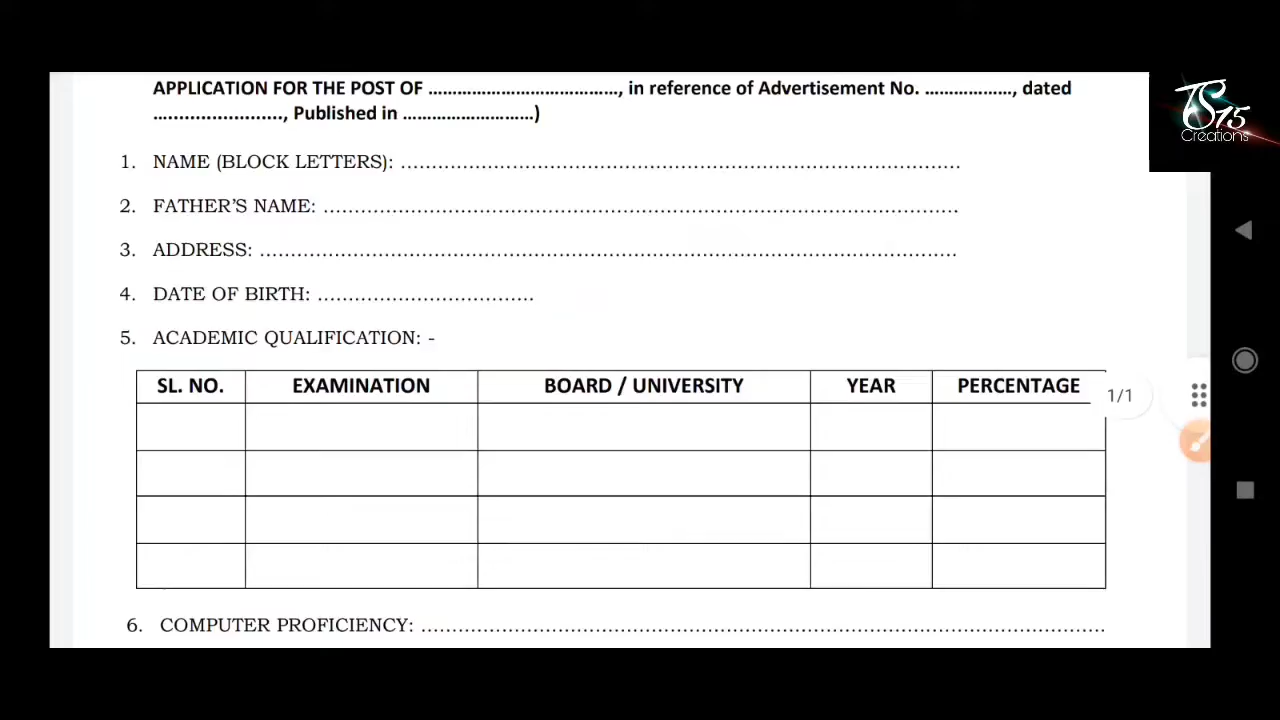 APPLICATION FOR THE POST OF ......................................., in reference of Advertisement No. .................., dated
........................, Published in ...........................)
TS15
Creations
1. NAME (BLOCK LETTERS): ..........................................................................................
2. FATHER’S NAME: ......................................................................................................
3. ADDRESS: ................................................................................................................
4. DATE OF BIRTH: ...................................
5. ACADEMIC QUALIFICATION: -
SL. NO. EXAMINATION BOARD / UNIVERSITY YEAR PERCENTAGE
1/1
6. COMPUTER PROFICIENCY: ..............................................................................................................